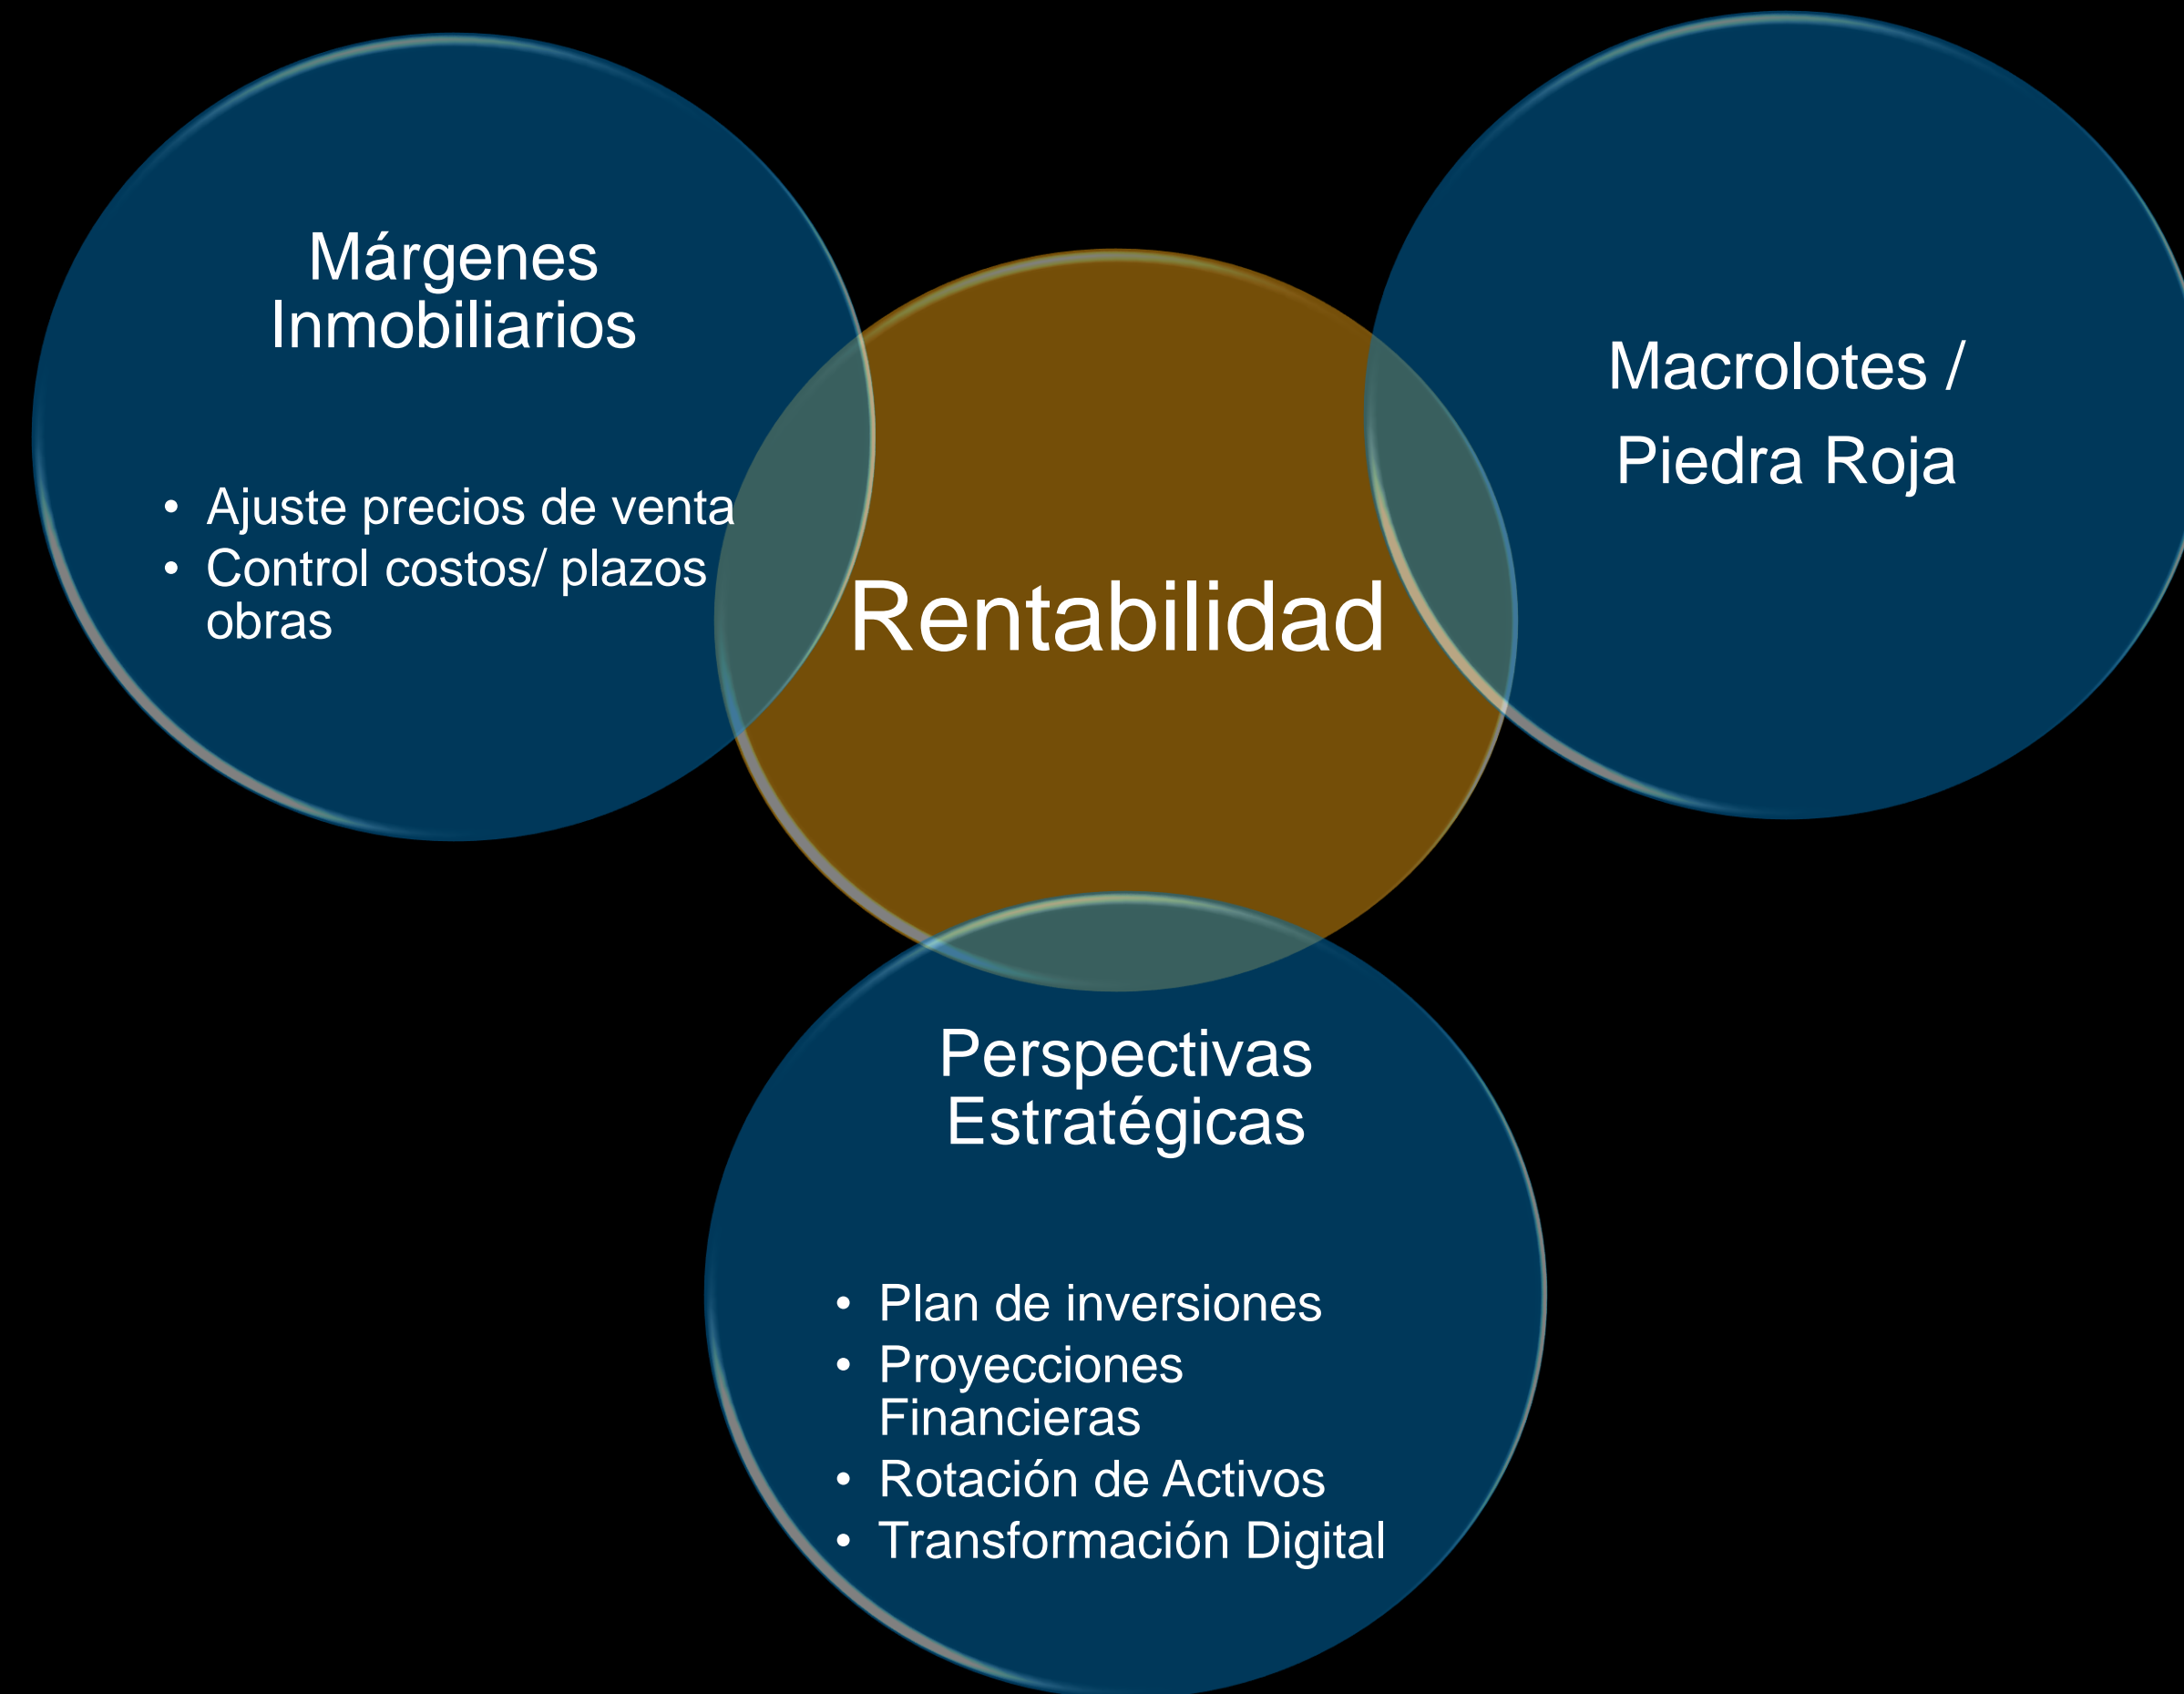 Márgenes
Inmobiliarios
• Ajuste precios de venta
• Control costos/ plazos
obras
Rentabilidad
Macrolotes /
Piedra Roja
Perspectivas
Estratégicas
• Plan de inversiones
• Proyecciones
Financieras
• Rotación de Activos
• Transformación Digital